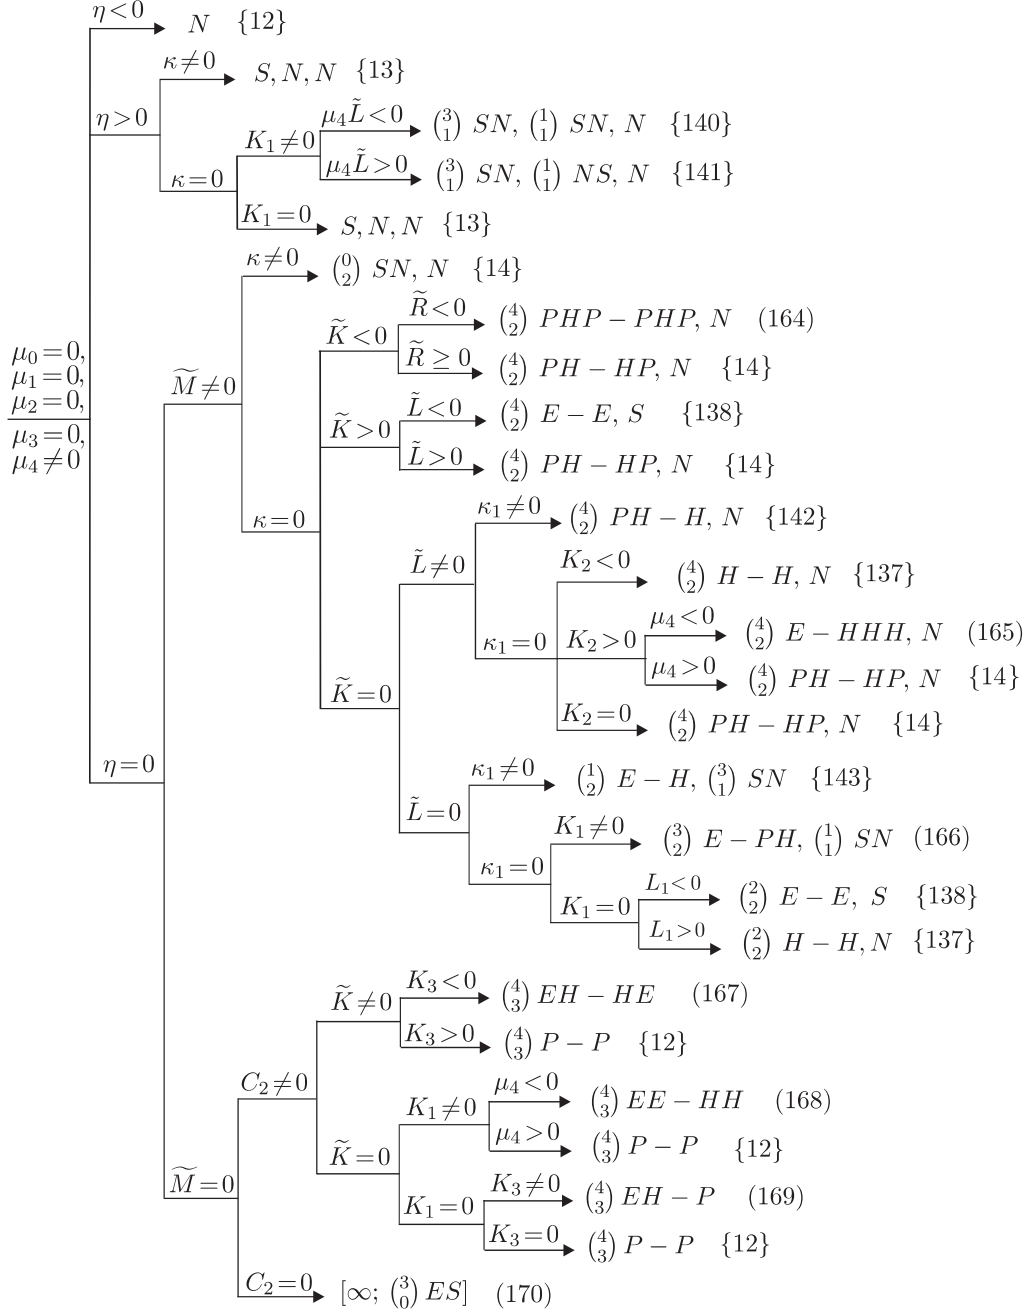 η<0 N {12}
κ≠0 S, N, N {13}
η>0
μ₄L̃<0 (3 1) SN, (1 1) SN, N {140}
K₁≠0
μ₄L̃>0 (3 1) SN, (1 1) NS, N {141}
κ=0
K₁=0 S, N, N {13}
κ≠0 (0 2) SN, N {14}
R̃<0 (4 2) PHP − PHP, N (164)
K̃<0
R̃ ≥ 0 (4 2) PH − HP, N {14}
μ₀=0,
μ₁=0,
μ₂=0,
μ₃=0,
μ₄≠0
M̃≠0
L̃<0 (4 2) E − E, S {138}
K̃>0
L̃>0 (4 2) PH − HP, N {14}
κ=0
κ₁≠0 (4 2) PH − H, N {142}
L̃≠0
K₂<0 (4 2) H − H, N {137}
μ₄<0 (4 2) E − HHH, N (165)
κ₁=0 K₂>0
μ₄>0 (4 2) PH − HP, N {14}
K̃=0
K₂=0 (4 2) PH − HP, N {14}
η=0
κ₁≠0 (1 2) E − H, (3 1) SN {143}
L̃=0
K₁≠0 (3 2) E − PH, (1 1) SN (166)
κ₁=0
L₁<0 (2 2) E − E, S {138}
K₁=0
L₁>0 (2 2) H − H, N {137}
K₃<0 (4 3) EH − HE (167)
K̃≠0
K₃>0 (4 3) P − P {12}
C₂≠0
μ₄<0 (4 3) EE − HH (168)
K₁≠0
μ₄>0 (4 3) P − P {12}
K̃=0
M̃=0
K₃≠0 (4 3) EH − P (169)
K₁=0
K₃=0 (4 3) P − P {12}
C₂=0 [∞; (3 0) ES] (170)